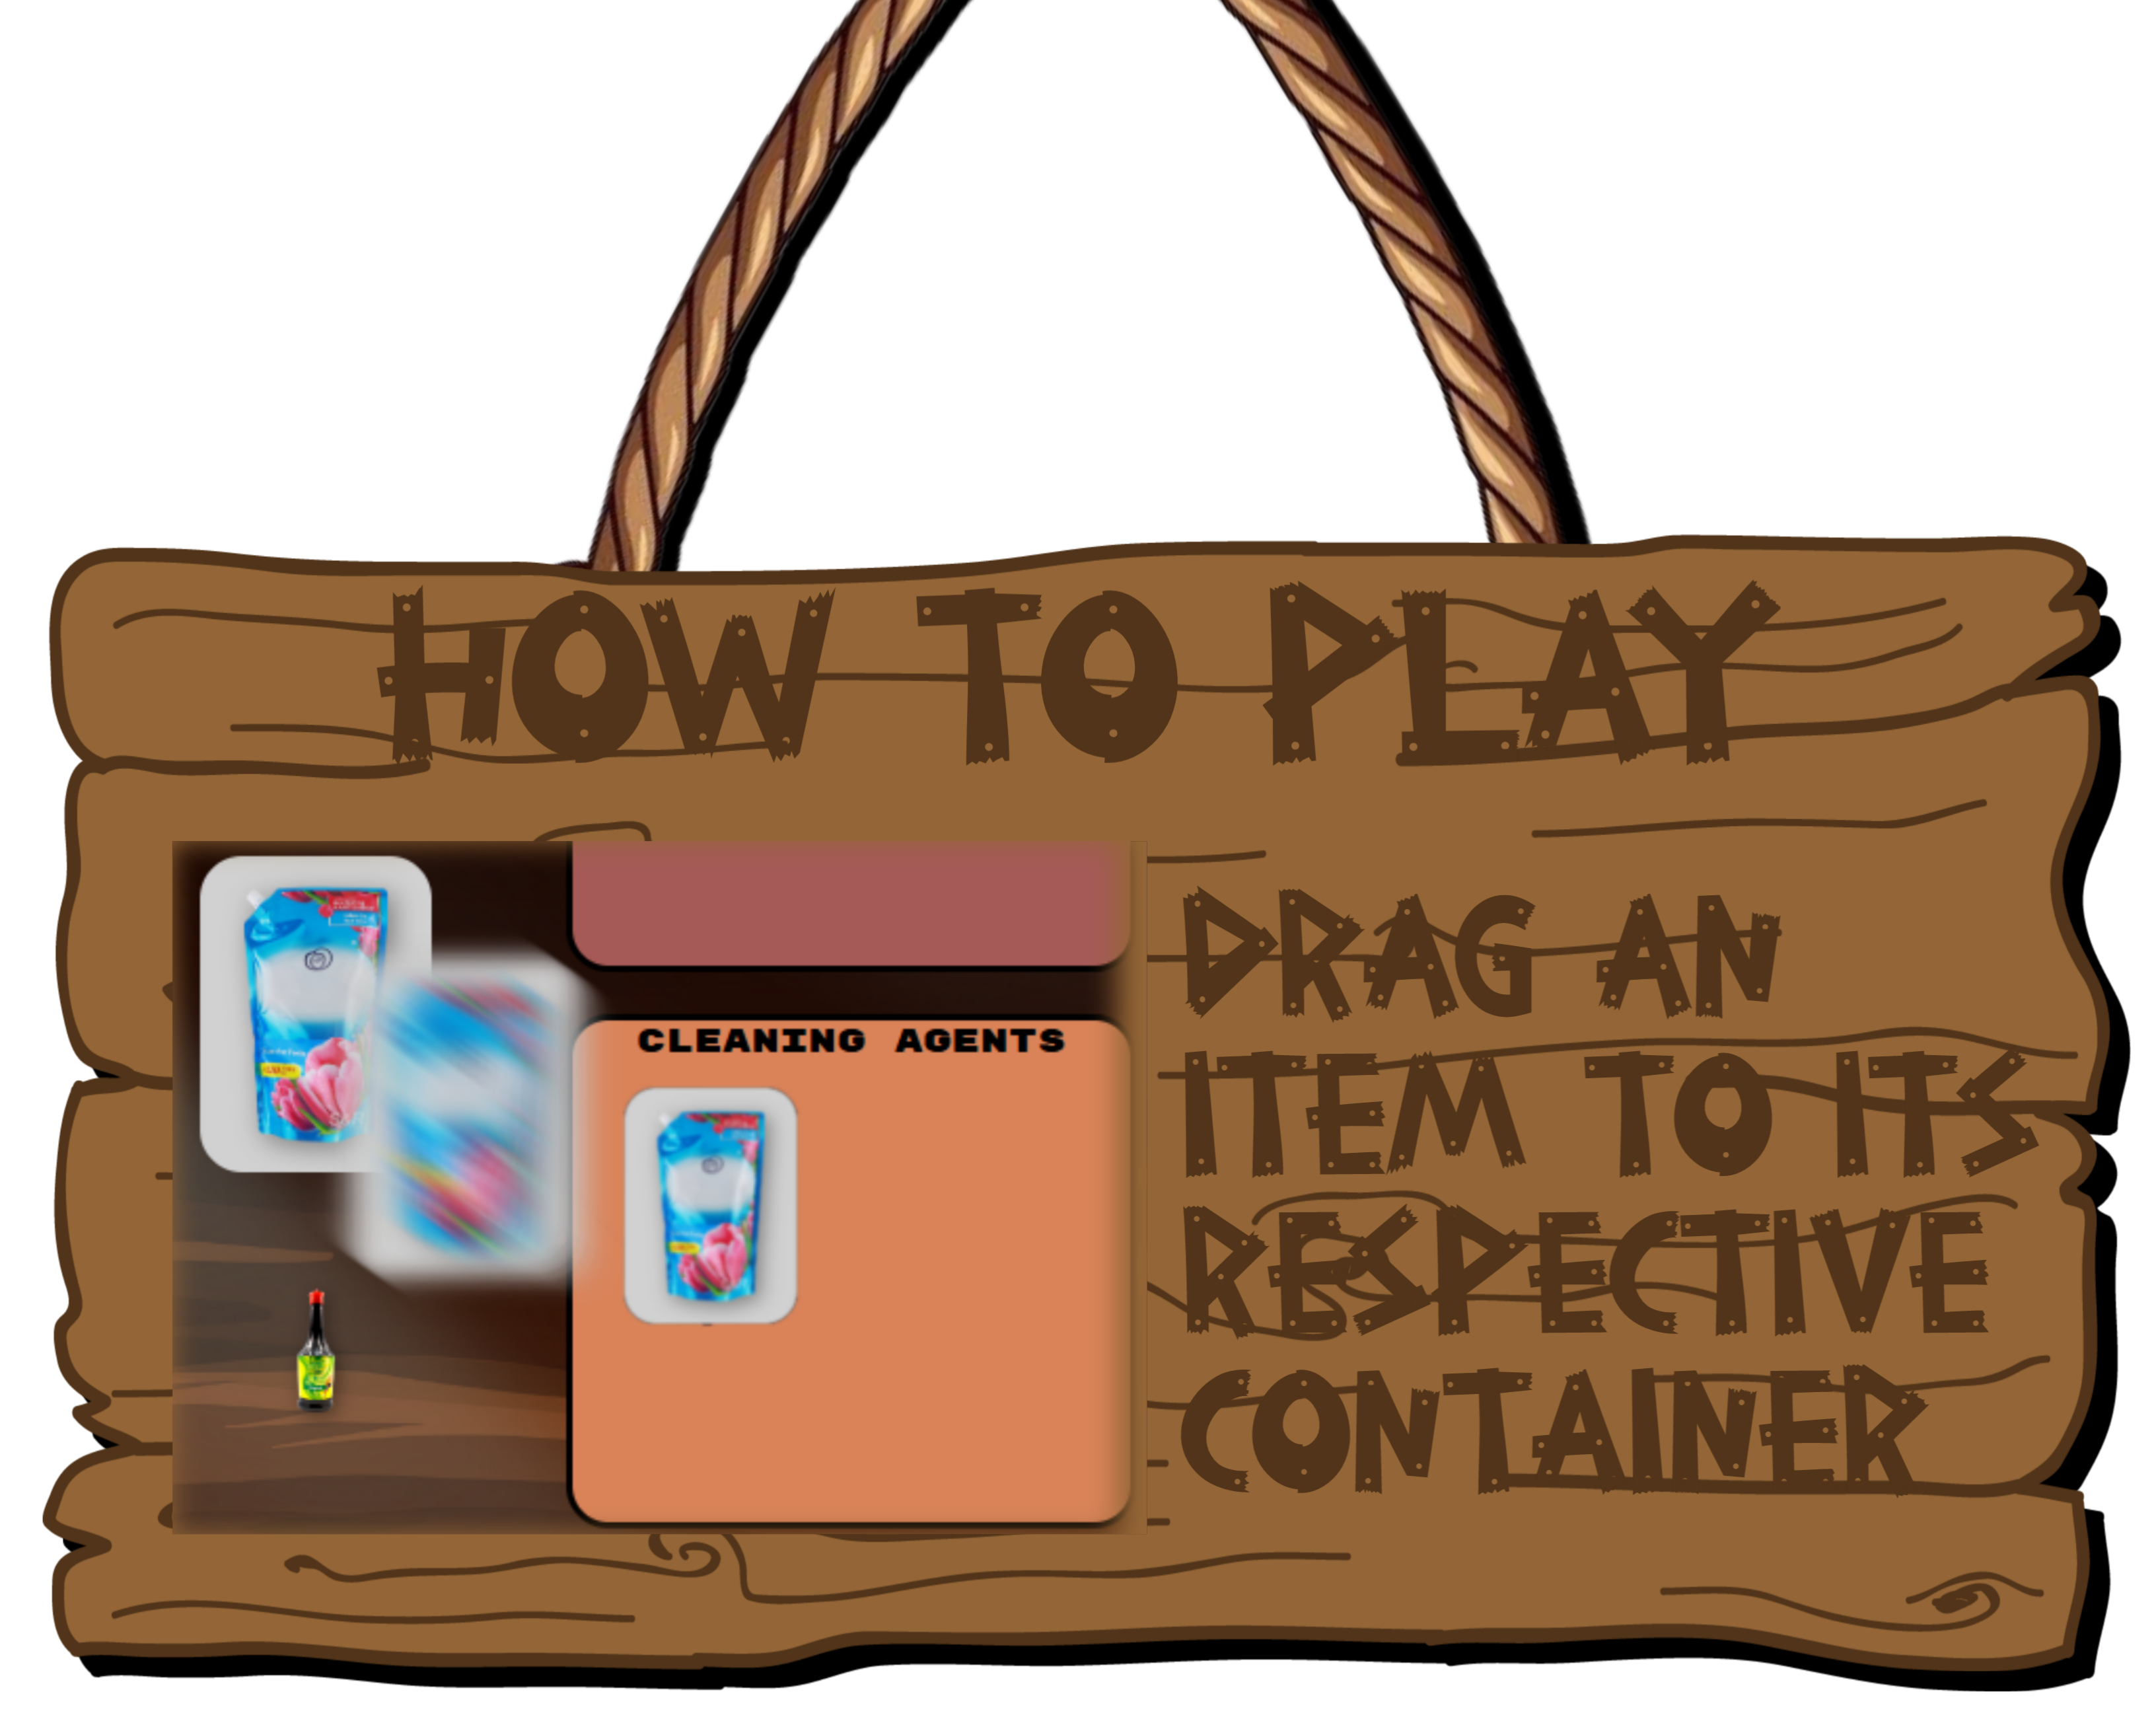 HOW TO PLAY
CLEANING AGENTS
DRAG AN
ITEM TO ITS
RESPECTIVE
CONTAINER